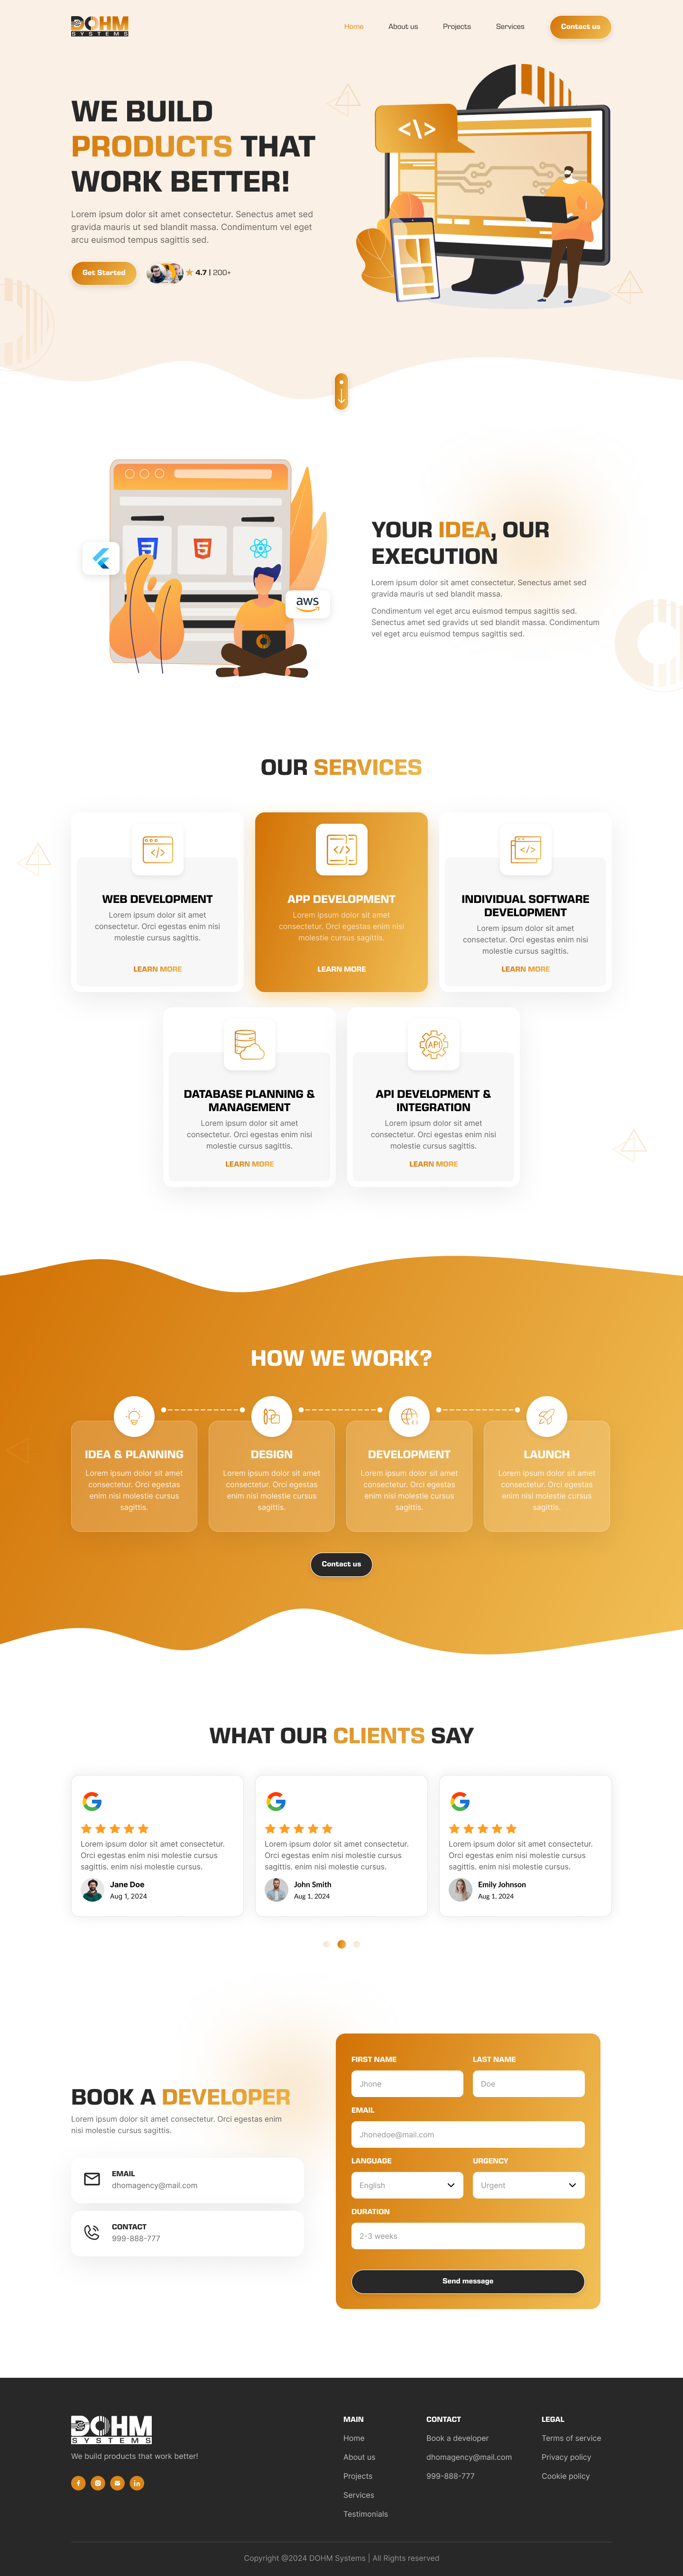 DOHM
SYSTEMS
Home
About us
Projects
Services
Contact us
WE BUILD
PRODUCTS THAT
WORK BETTER!
Lorem ipsum dolor sit amet consectetur. Senectus amet sed
gravida mauris ut sed blandit massa. Condimentum vel eget
arcu euismod tempus sagittis sed.
Get Started
4.7 | 200+
</>
aws
YOUR IDEA, OUR
EXECUTION
Lorem ipsum dolor sit amet consectetur. Senectus amet sed
gravida mauris ut sed blandit massa.
Condimentum vel eget arcu euismod tempus sagittis sed.
Senectus amet sed gravids ut sed blandit massa. Condimentum
vel eget arcu euismod tempus sagittis sed.
OUR SERVICES
WEB DEVELOPMENT
Lorem ipsum dolor sit amet
consectetur. Orci egestas enim nisi
molestie cursus sagittis.
LEARN MORE
APP DEVELOPMENT
Lorem ipsum dolor sit amet
consectetur. Orci egestas enim nisi
molestie cursus sagittis.
LEARN MORE
INDIVIDUAL SOFTWARE
DEVELOPMENT
Lorem ipsum dolor sit amet
consectetur. Orci egestas enim nisi
molestie cursus sagittis.
LEARN MORE
DATABASE PLANNING &
MANAGEMENT
Lorem ipsum dolor sit amet
consectetur. Orci egestas enim nisi
molestie cursus sagittis.
LEARN MORE
API
API DEVELOPMENT &
INTEGRATION
Lorem ipsum dolor sit amet
consectetur. Orci egestas enim nisi
molestie cursus sagittis.
LEARN MORE
HOW WE WORK?
IDEA & PLANNING
Lorem ipsum dolor sit amet
consectetur. Orci egestas
enim nisi molestie cursus
sagittis.
DESIGN
Lorem ipsum dolor sit amet
consectetur. Orci egestas
enim nisi molestie cursus
sagittis.
DEVELOPMENT
Lorem ipsum dolor sit amet
consectetur. Orci egestas
enim nisi molestie cursus
sagittis.
LAUNCH
Lorem ipsum dolor sit amet
consectetur. Orci egestas
enim nisi molestie cursus
sagittis.
Contact us
WHAT OUR CLIENTS SAY
Lorem ipsum dolor sit amet consectetur.
Orci egestas enim nisi molestie cursus
sagittis. enim nisi molestie cursus.
Jane Doe
Aug 1, 2024
Lorem ipsum dolor sit amet consectetur.
Orci egestas enim nisi molestie cursus
sagittis. enim nisi molestie cursus.
John Smith
Aug 1, 2024
Lorem ipsum dolor sit amet consectetur.
Orci egestas enim nisi molestie cursus
sagittis. enim nisi molestie cursus.
Emily Johnson
Aug 1, 2024
BOOK A DEVELOPER
Lorem ipsum dolor sit amet consectetur. Orci egestas enim
nisi molestie cursus sagittis.
EMAIL
dhomagency@mail.com
CONTACT
999-888-777
FIRST NAME
LAST NAME
Jhone
Doe
EMAIL
Jhonedoe@mail.com
LANGUAGE
URGENCY
English
Urgent
DURATION
2-3 weeks
Send message
DOHM
SYSTEMS
We build products that work better!
MAIN
Home
About us
Projects
Services
Testimonials
CONTACT
Book a developer
dhomagency@mail.com
999-888-777
LEGAL
Terms of service
Privacy policy
Cookie policy
Copyright @2024 DOHM Systems | All Rights reserved